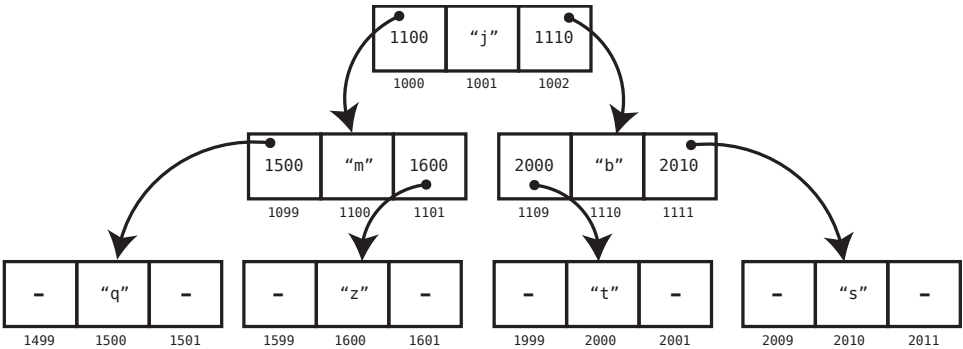 1100 “j” 1110
1000 1001 1002
1500 “m” 1600 2000 “b” 2010
1099 1100 1101 1109 1110 1111
– “q” – – “z” – – “t” – – “s” –
1499 1500 1501 1599 1600 1601 1999 2000 2001 2009 2010 2011